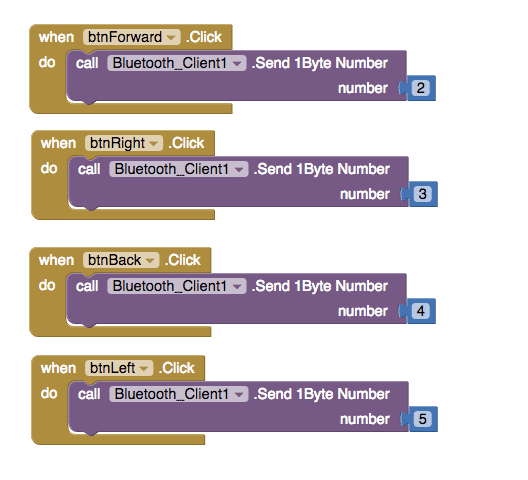 when btnForward .Click
do call Bluetooth_Client1 .Send 1Byte Number
number 2
when btnRight .Click
do call Bluetooth_Client1 .Send 1Byte Number
number 3
when btnBack .Click
do call Bluetooth_Client1 .Send 1Byte Number
number 4
when btnLeft .Click
do call Bluetooth_Client1 .Send 1Byte Number
number 5